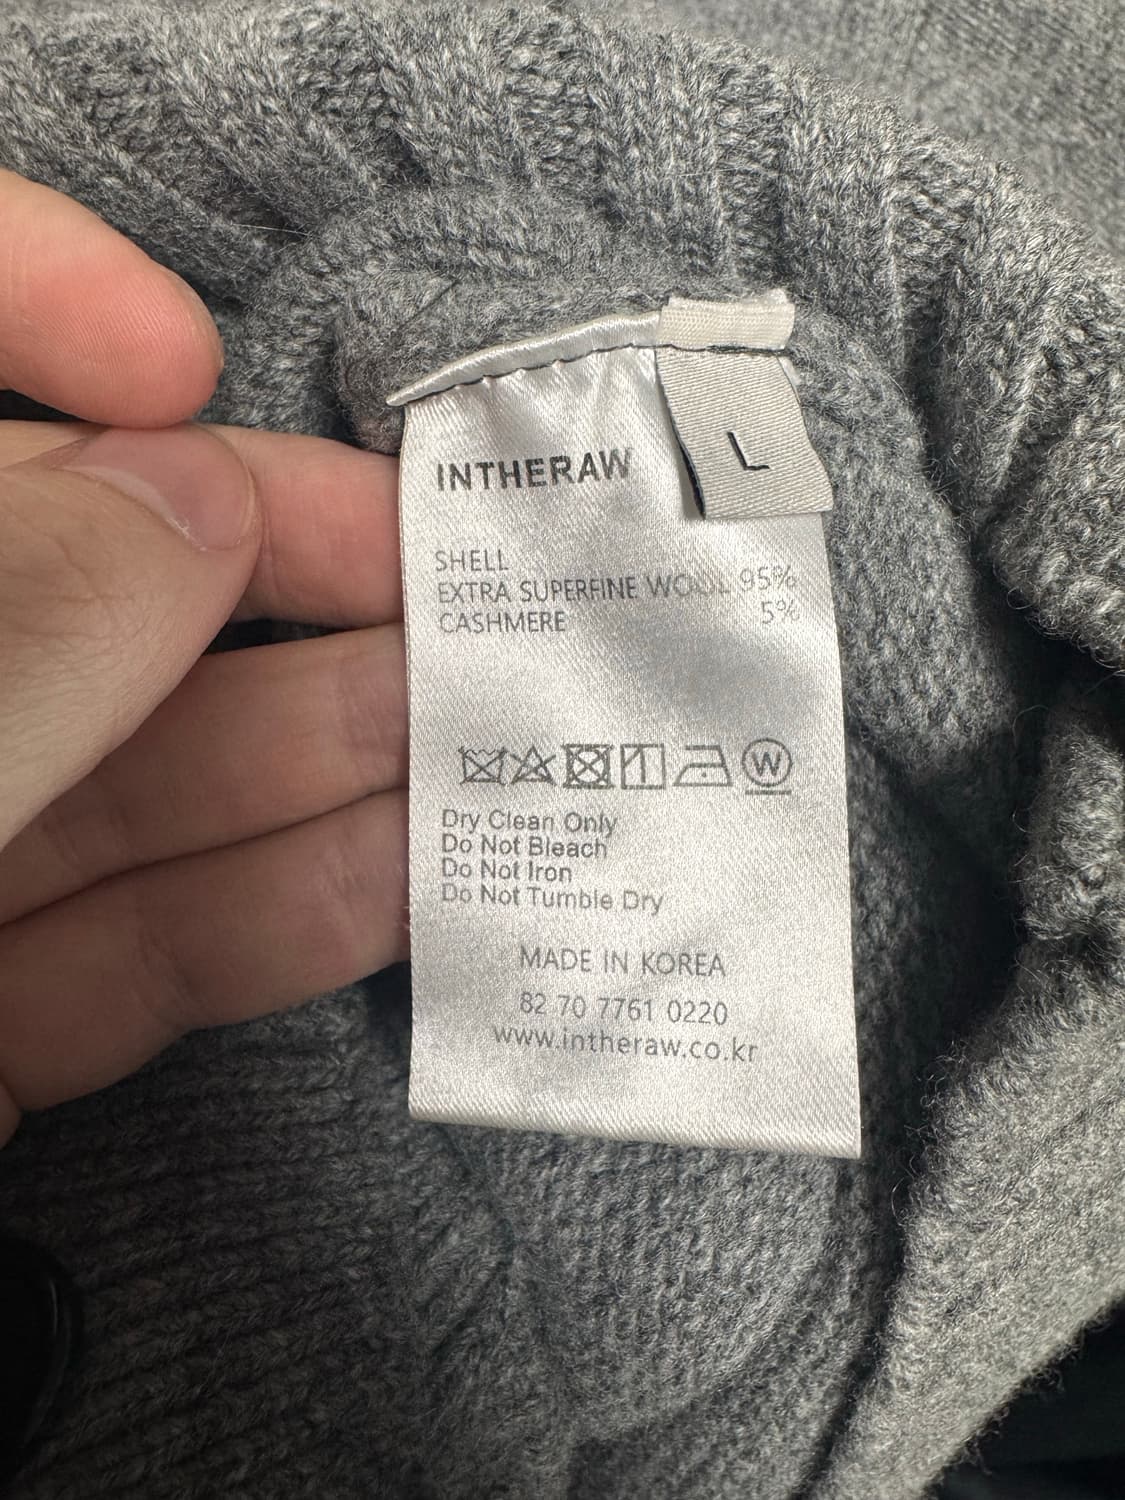 INTHERAW
L
SHELL
EXTRA SUPERFINE WOOL 95%
CASHMERE 5%
W
Dry Clean Only
Do Not Bleach
Do Not Iron
Do Not Tumble Dry
MADE IN KOREA
82 70 7761 0220
www.intheraw.co.kr